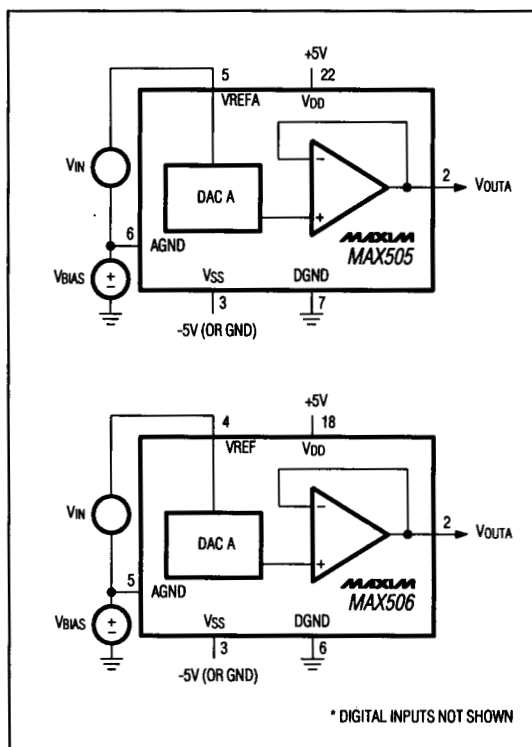 +5V
5
22
VREFA
VDD
VIN
DAC A
−
+
2
VOUTA
6
AGND
MAXIM
MAX505
VBIAS
+
−
VSS
DGND
3
7
-5V (OR GND)
+5V
4
18
VREF
VDD
VIN
DAC A
−
+
2
VOUTA
5
AGND
MAXIM
MAX506
VBIAS
+
−
VSS
DGND
3
6
-5V (OR GND)
* DIGITAL INPUTS NOT SHOWN